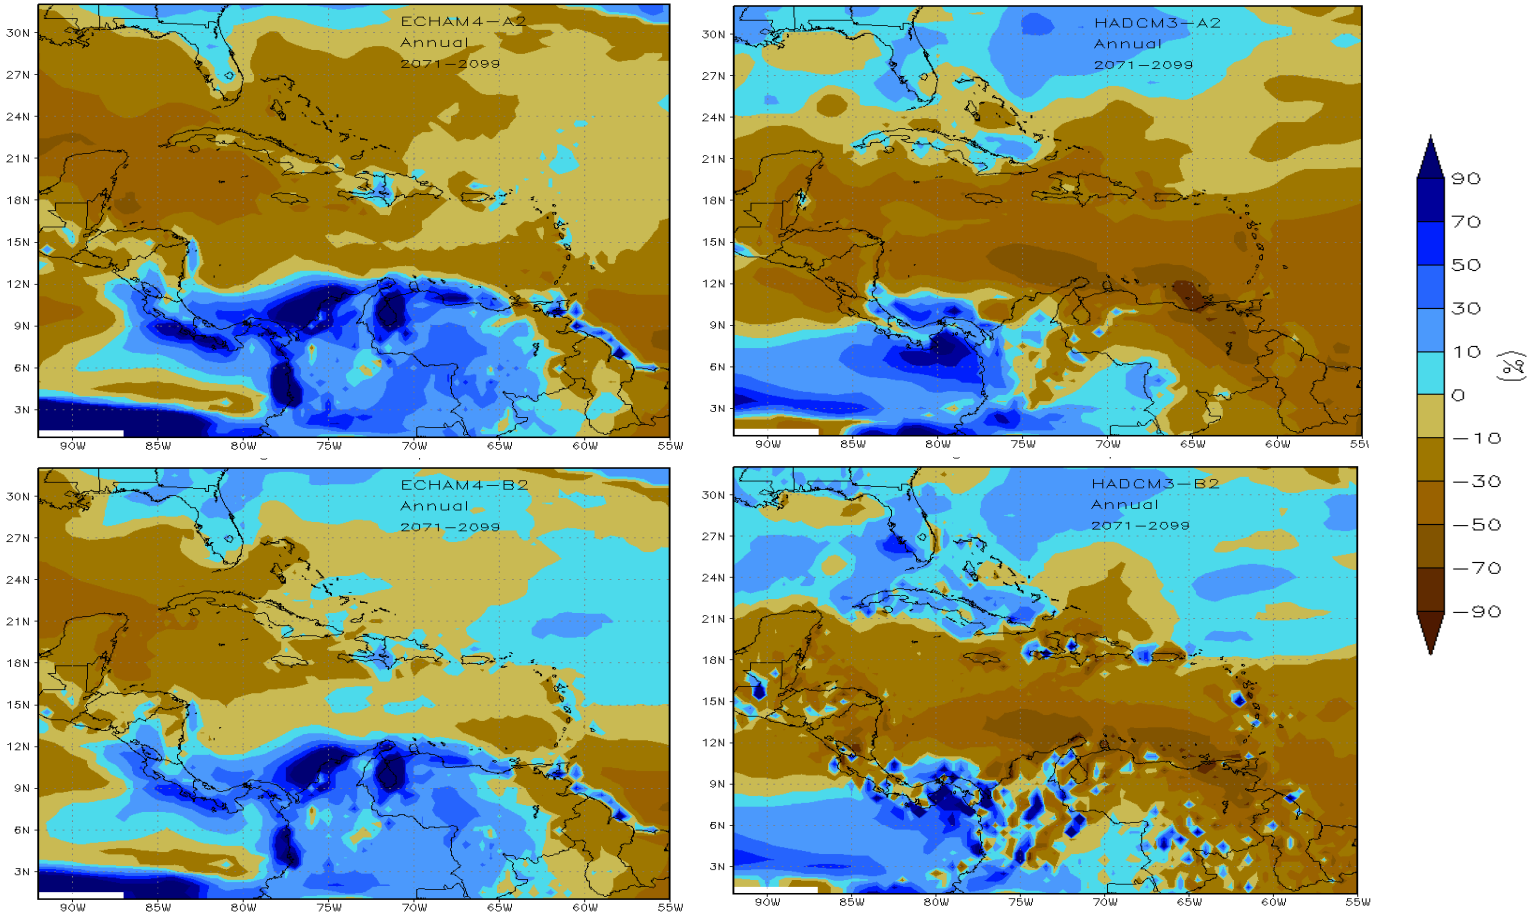 ECHAM4-A2
Annual
2071-2099
30N
27N
24N
21N
18N
15N
12N
9N
6N
3N
90W 85W 80W 75W 70W 65W 60W 55W
HADCM3-A2
Annual
2071-2099
30N
27N
24N
21N
18N
15N
12N
9N
6N
3N
90W 85W 80W 75W 70W 65W 60W 55
ECHAM4-B2
Annual
2071-2099
30N
27N
24N
21N
18N
15N
12N
9N
6N
3N
90W 85W 80W 75W 70W 65W 60W 55W
HADCM3-B2
Annual
2071-2099
30N
27N
24N
21N
18N
15N
12N
9N
6N
3N
90W 85W 80W 75W 70W 65W 60W 55W
90
70
50
30
10
0
-10
-30
-50
-70
-90
(%)